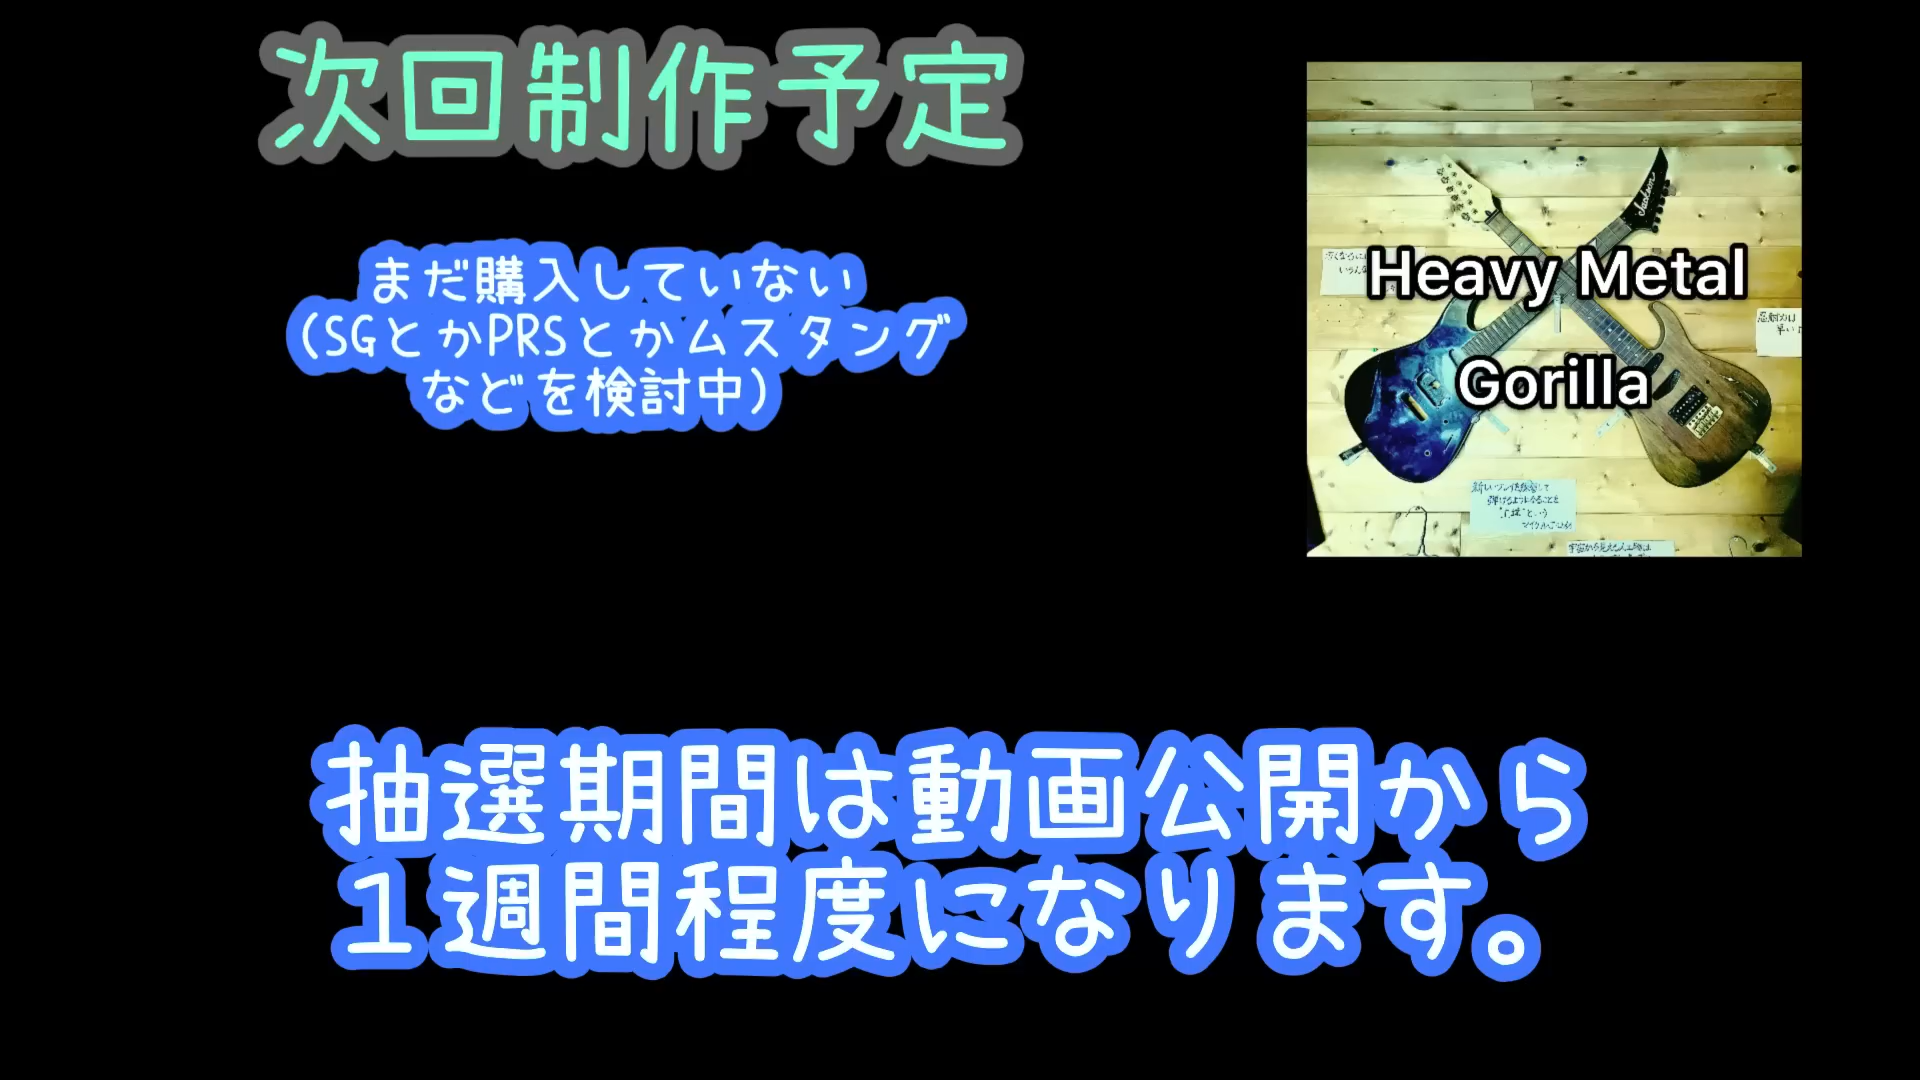 次回制作予定
まだ購入していない
(SGとかPRSとかムスタング
などを検討中)
Heavy Metal
Gorilla
Jackson
抽選期間は動画公開から
１週間程度になります。